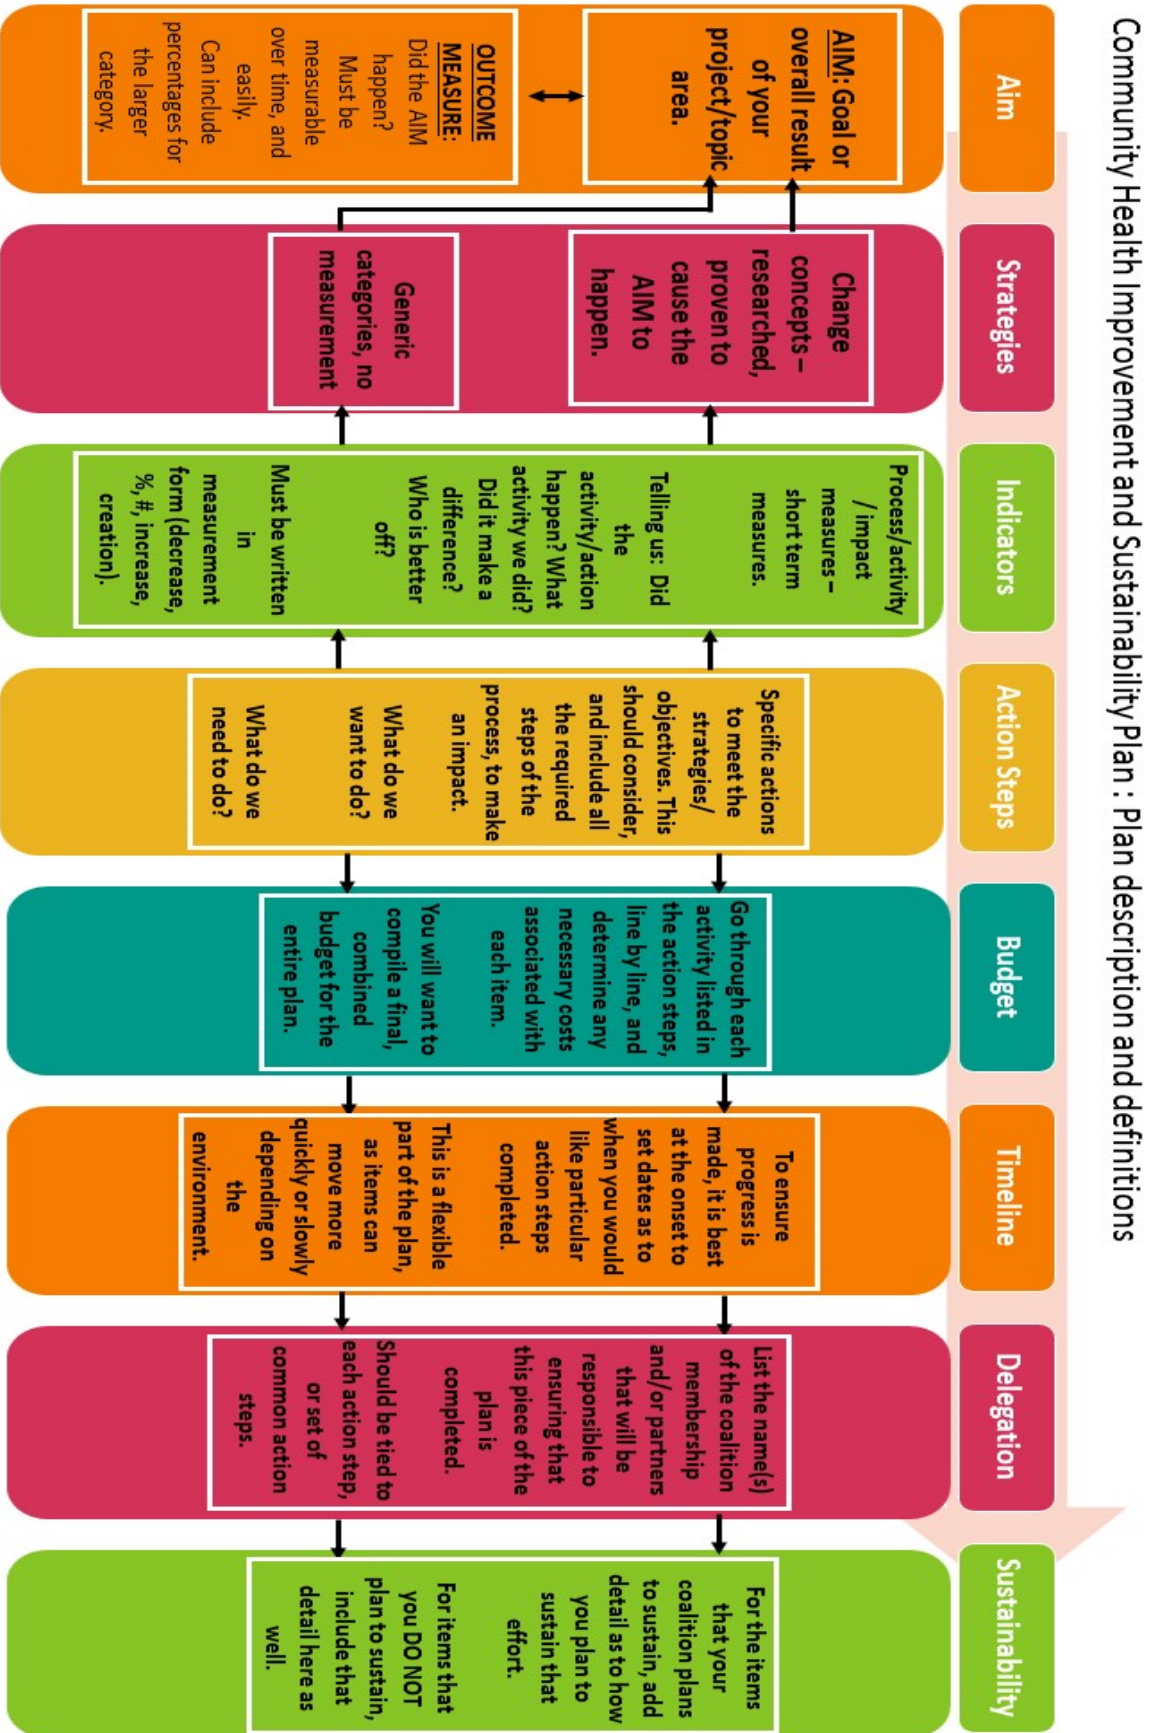 Community Health Improvement and Sustainability Plan : Plan description and definitions
Aim
AIM: Goal or
overall result
of your
project/topic
area.
OUTCOME
MEASURE:
Did the AIM
happen?
Must be
measurable
over time, and
easily.
Can include
percentages for
the larger
category.
Strategies
Change
concepts –
researched,
proven to
cause the
AIM to
happen.
Generic
categories, no
measurement
Indicators
Process/activity
/ impact
measures –
short term
measures.
Telling us: Did
the
activity/action
happen? What
activity we did?
Did it make a
difference?
Who is better
off?
Must be written
in
measurement
form (decrease,
%, #, increase,
creation).
Action Steps
Specific actions
to meet the
strategies/
objectives. This
should consider,
and include all
the required
steps of the
process, to make
an impact.
What do we
want to do?
What do we
need to do?
Budget
Go through each
activity listed in
the action steps,
line by line, and
determine any
necessary costs
associated with
each item.
You will want to
compile a final,
combined
budget for the
entire plan.
Timeline
To ensure
progress is
made, it is best
at the onset to
set dates as to
when you would
like particular
action steps
completed.
This is a flexible
part of the plan,
as items can
move more
quickly or slowly
depending on
the
environment.
Delegation
List the name(s)
of the coalition
membership
and/or partners
that will be
responsible to
ensuring that
this piece of the
plan is
completed.
Should be tied to
each action step,
or set of
common action
steps.
Sustainability
For the items
that your
coalition plans
to sustain, add
detail as to how
you plan to
sustain that
effort.
For items that
you DO NOT
plan to sustain,
include that
detail here as
well.